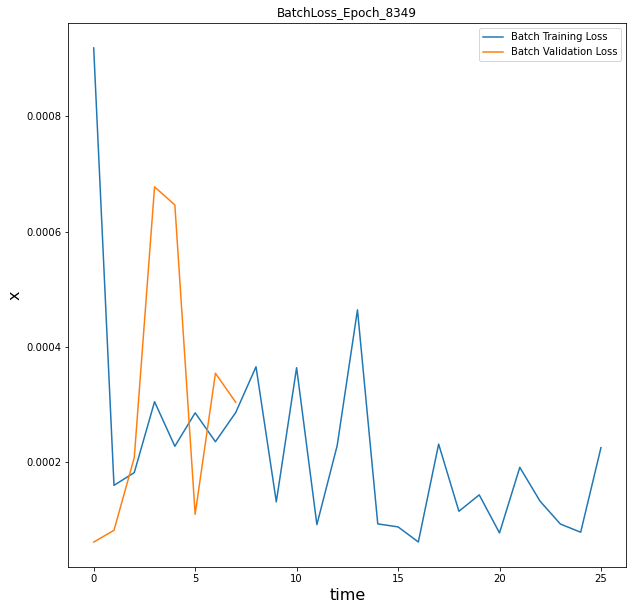 BatchLoss_Epoch_8349
Batch Training Loss
Batch Validation Loss
0.0008
0.0006
0.0004
0.0002
x
0 5 10 15 20 25
time